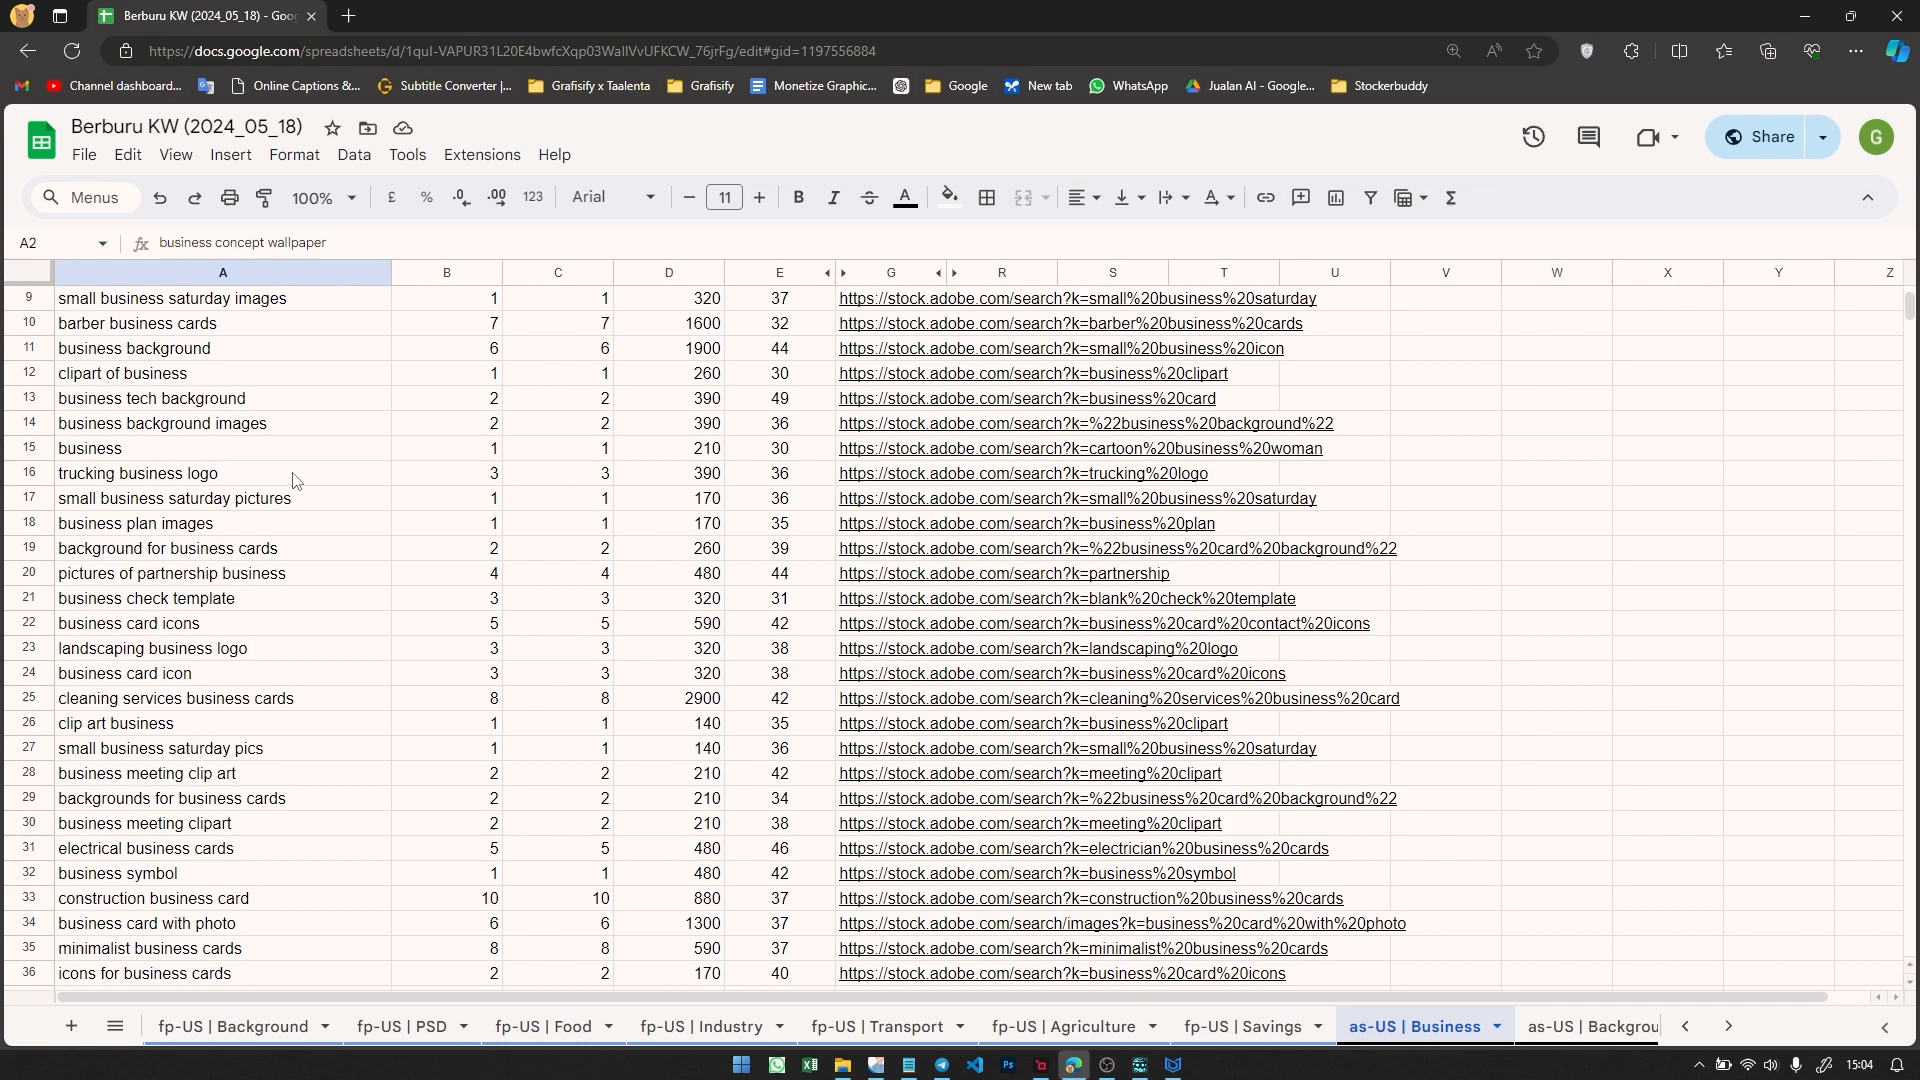 Berburu KW (2024_05_18) - Goo
https://docs.google.com/spreadsheets/d/1quI-VAPUR31L20E4bwfcXqp03WaIIVvUFKCW_76jrFg/edit#gid=1197556884
Channel dashboard... Online Captions &... Subtitle Converter |... Grafisify x Taalenta Grafisify Monetize Graphic... Google New tab WhatsApp Jualan AI - Google... Stockerbuddy
Berburu KW (2024_05_18)
File Edit View Insert Format Data Tools Extensions Help
Share G
Menus 100% £ % .0 .00 123 Arial 11 B I A
A2 fx business concept wallpaper
A B C D E G R S T U V W X Y Z
9 small business saturday images 1 1 320 37 https://stock.adobe.com/search?k=small%20business%20saturday
10 barber business cards 7 7 1600 32 https://stock.adobe.com/search?k=barber%20business%20cards
11 business background 6 6 1900 44 https://stock.adobe.com/search?k=small%20business%20icon
12 clipart of business 1 1 260 30 https://stock.adobe.com/search?k=business%20clipart
13 business tech background 2 2 390 49 https://stock.adobe.com/search?k=business%20card
14 business background images 2 2 390 36 https://stock.adobe.com/search?k=%22business%20background%22
15 business 1 1 210 30 https://stock.adobe.com/search?k=cartoon%20business%20woman
16 trucking business logo 3 3 390 36 https://stock.adobe.com/search?k=trucking%20logo
17 small business saturday pictures 1 1 170 36 https://stock.adobe.com/search?k=small%20business%20saturday
18 business plan images 1 1 170 35 https://stock.adobe.com/search?k=business%20plan
19 background for business cards 2 2 260 39 https://stock.adobe.com/search?k=%22business%20card%20background%22
20 pictures of partnership business 4 4 480 44 https://stock.adobe.com/search?k=partnership
21 business check template 3 3 320 31 https://stock.adobe.com/search?k=blank%20check%20template
22 business card icons 5 5 590 42 https://stock.adobe.com/search?k=business%20card%20contact%20icons
23 landscaping business logo 3 3 320 38 https://stock.adobe.com/search?k=landscaping%20logo
24 business card icon 3 3 320 38 https://stock.adobe.com/search?k=business%20card%20icons
25 cleaning services business cards 8 8 2900 42 https://stock.adobe.com/search?k=cleaning%20services%20business%20card
26 clip art business 1 1 140 35 https://stock.adobe.com/search?k=business%20clipart
27 small business saturday pics 1 1 140 36 https://stock.adobe.com/search?k=small%20business%20saturday
28 business meeting clip art 2 2 210 42 https://stock.adobe.com/search?k=meeting%20clipart
29 backgrounds for business cards 2 2 210 34 https://stock.adobe.com/search?k=%22business%20card%20background%22
30 business meeting clipart 2 2 210 38 https://stock.adobe.com/search?k=meeting%20clipart
31 electrical business cards 5 5 480 46 https://stock.adobe.com/search?k=electrician%20business%20cards
32 business symbol 1 1 480 42 https://stock.adobe.com/search?k=business%20symbol
33 construction business card 10 10 880 37 https://stock.adobe.com/search?k=construction%20business%20cards
34 business card with photo 6 6 1300 37 https://stock.adobe.com/search/images?k=business%20card%20with%20photo
35 minimalist business cards 8 8 590 37 https://stock.adobe.com/search?k=minimalist%20business%20cards
36 icons for business cards 2 2 170 40 https://stock.adobe.com/search?k=business%20card%20icons
fp-US | Background fp-US | PSD fp-US | Food fp-US | Industry fp-US | Transport fp-US | Agriculture fp-US | Savings as-US | Business as-US | Backgrou
15:04